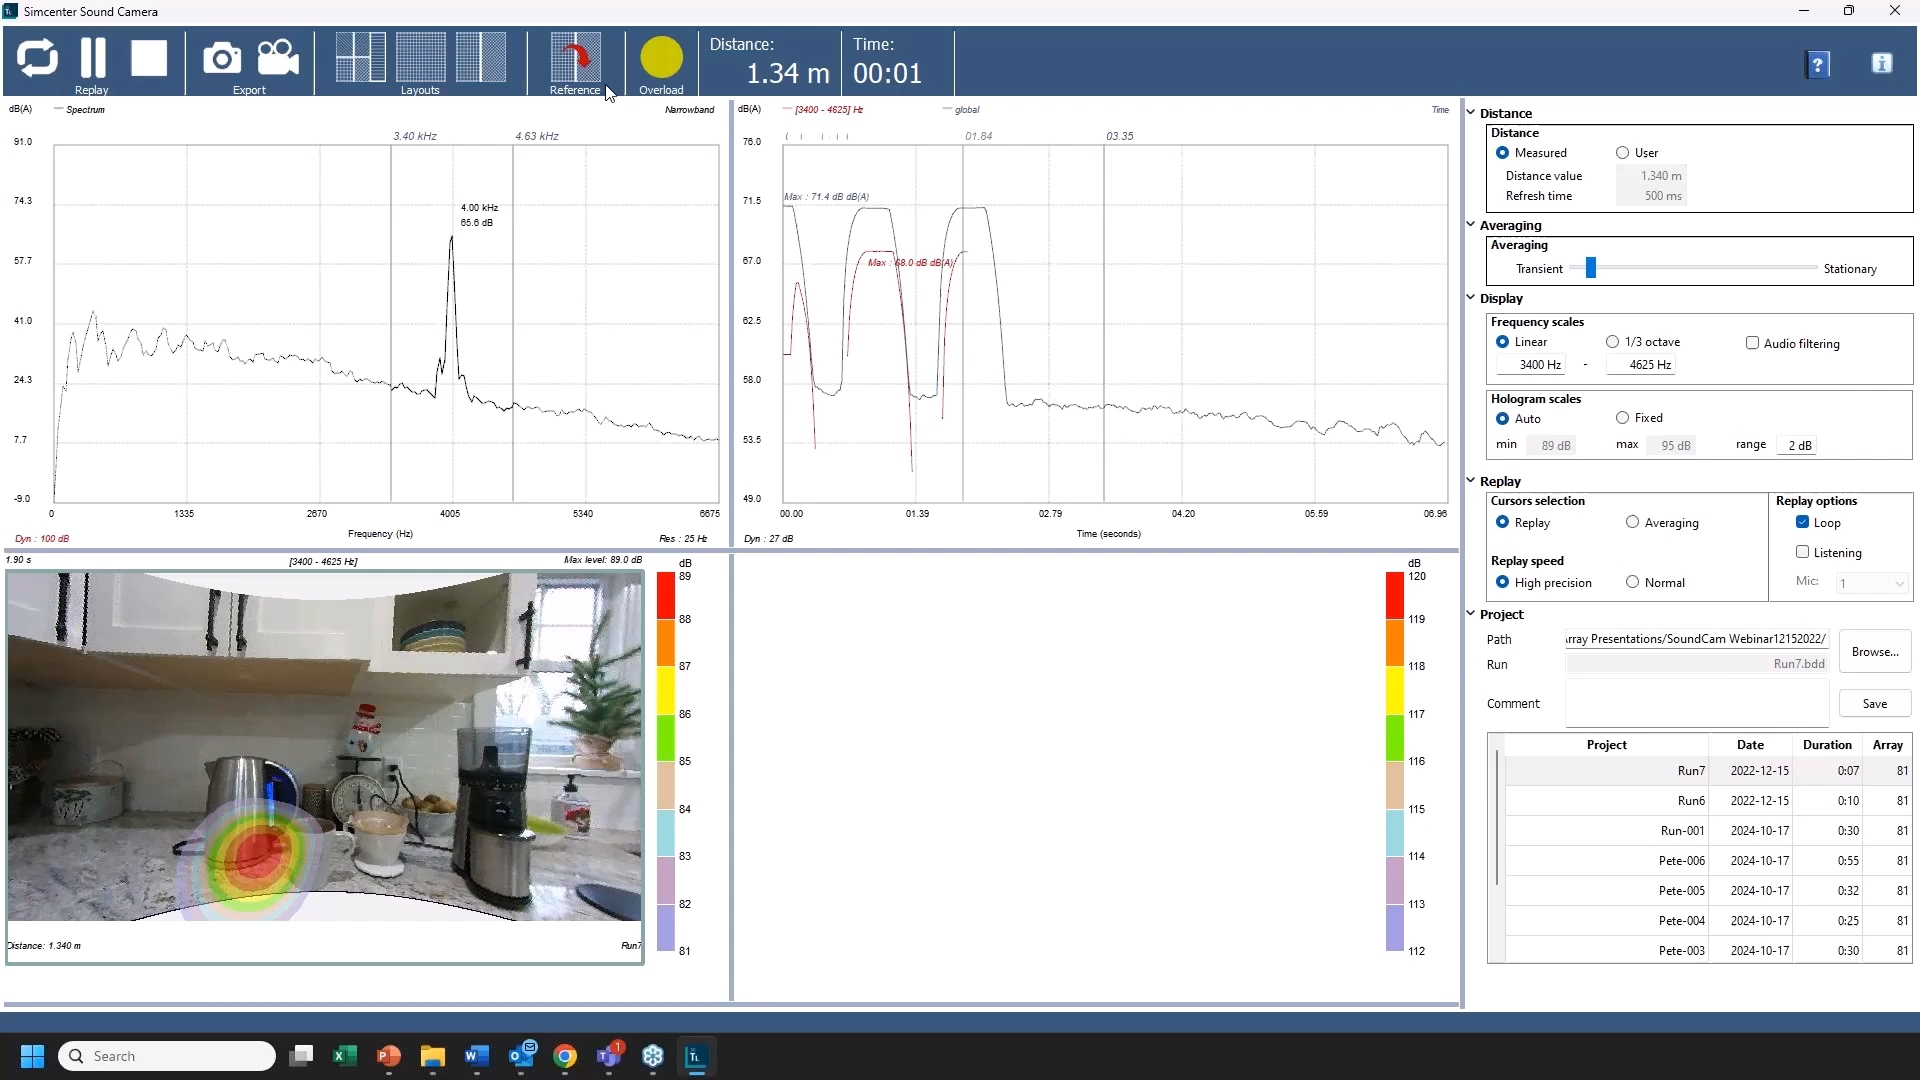 Simcenter Sound Camera
Replay
Export
Layouts
Reference
Overload
Distance:
1.34 m
Time:
00:01
dB(A)
Spectrum
Narrowband
3.40 kHz
4.63 kHz
91.0
74.3
57.7
41.0
24.3
7.7
-9.0
4.00 kHz
65.6 dB
0
1335
2670
4005
5340
6675
Dyn : 100 dB
Frequency (Hz)
Res : 25 Hz
dB(A)
[3400 - 4625] Hz
global
Time
01.84
03.35
76.0
71.5
67.0
62.5
58.0
53.5
49.0
Max : 71.4 dB dB(A)
Max : 68.0 dB dB(A)
00.00
01.39
02.79
04.20
05.59
06.96
Dyn : 27 dB
Time (seconds)
1.90 s
[3400 - 4625 Hz]
Max level: 89.0 dB
dB
89
88
87
86
85
84
83
82
81
Distance: 1.340 m
Run7
dB
120
119
118
117
116
115
114
113
112
Distance
Distance
Measured
User
Distance value
1.340 m
Refresh time
500 ms
Averaging
Averaging
Transient
Stationary
Display
Frequency scales
Linear
1/3 octave
Audio filtering
3400 Hz
-
4625 Hz
Hologram scales
Auto
Fixed
min
89 dB
max
95 dB
range
2 dB
Replay
Cursors selection
Replay
Averaging
Replay options
Loop
Listening
Replay speed
High precision
Normal
Mic:
1
Project
Path
rray Presentations/SoundCam Webinar12152022/
Browse...
Run
Run7.bdd
Comment
Save
Project Date Duration Array
Run7 2022-12-15 0:07 81
Run6 2022-12-15 0:10 81
Run-001 2024-10-17 0:30 81
Pete-006 2024-10-17 0:55 81
Pete-005 2024-10-17 0:32 81
Pete-004 2024-10-17 0:25 81
Pete-003 2024-10-17 0:30 81
Search
1
TL